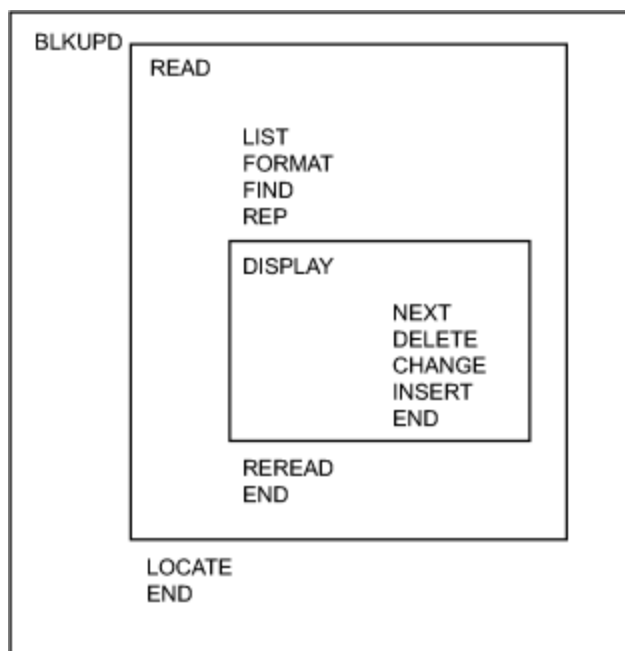 BLKUPD
READ
LIST
FORMAT
FIND
REP
DISPLAY
NEXT
DELETE
CHANGE
INSERT
END
REREAD
END
LOCATE
END